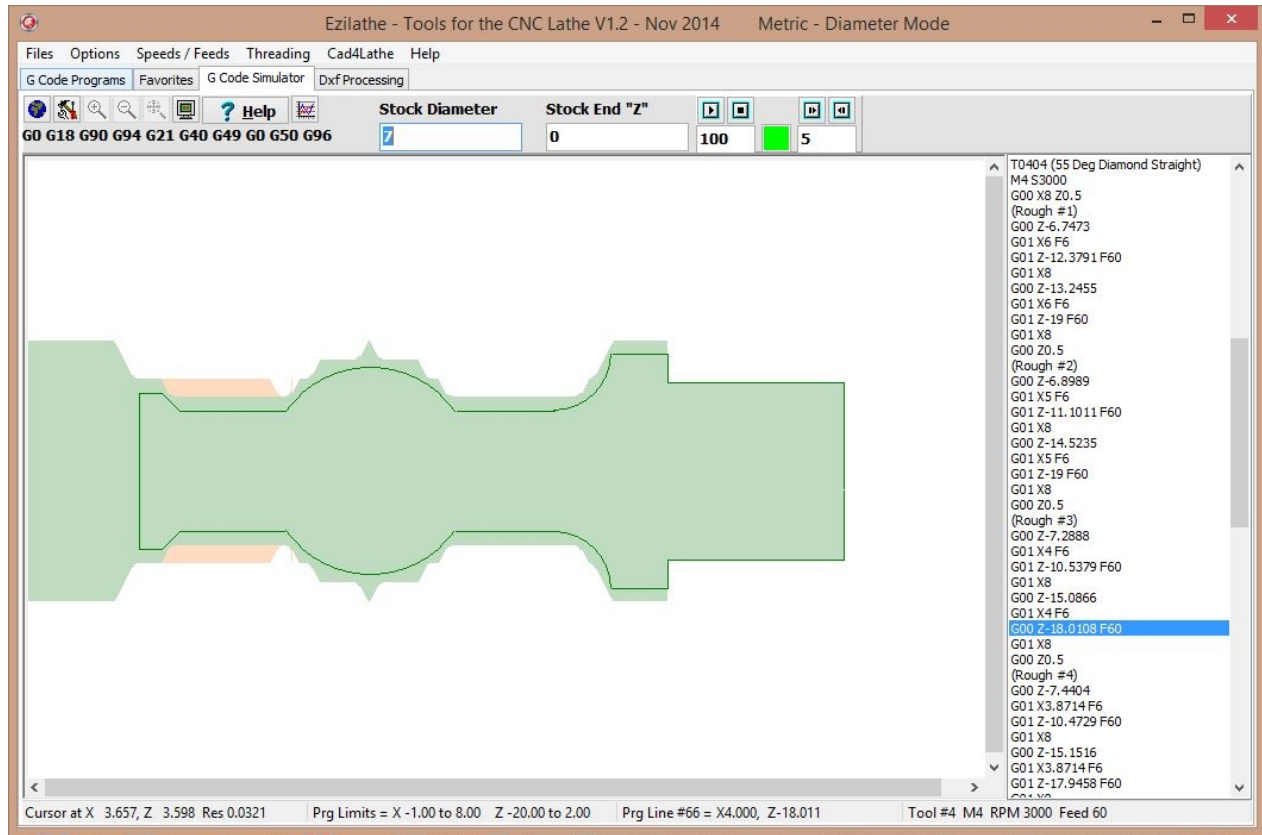 Ezilathe - Tools for the CNC Lathe V1.2 - Nov 2014 Metric - Diameter Mode
Files Options Speeds / Feeds Threading Cad4Lathe Help
G Code Programs Favorites G Code Simulator Dxf Processing
? Help Stock Diameter Stock End "Z"
G0 G18 G90 G94 G21 G40 G49 G0 G50 G96 7 0 100 5
T0404 (55 Deg Diamond Straight)
M4 S3000
G00 X8 Z0.5
(Rough #1)
G00 Z-6.7473
G01 X6 F6
G01 Z-12.3791 F60
G01 X8
G00 Z-13.2455
G01 X6 F6
G01 Z-19 F60
G01 X8
G00 Z0.5
(Rough #2)
G00 Z-6.8989
G01 X5 F6
G01 Z-11.1011 F60
G01 X8
G00 Z-14.5235
G01 X5 F6
G01 Z-19 F60
G01 X8
G00 Z0.5
(Rough #3)
G00 Z-7.2888
G01 X4 F6
G01 Z-10.5379 F60
G01 X8
G00 Z-15.0866
G01 X4 F6
G00 Z-18.0108 F60
G01 X8
G00 Z0.5
(Rough #4)
G00 Z-7.4404
G01 X3.8714 F6
G01 Z-10.4729 F60
G01 X8
G00 Z-15.1516
G01 X3.8714 F6
G01 Z-17.9458 F60
Cursor at X 3.657, Z 3.598 Res 0.0321 Prg Limits = X -1.00 to 8.00 Z -20.00 to 2.00 Prg Line #66 = X4.000, Z-18.011 Tool #4 M4 RPM 3000 Feed 60